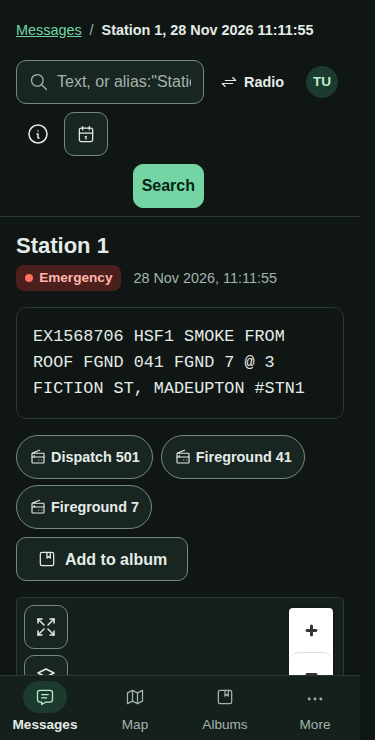 Messages / Station 1, 28 Nov 2026 11:11:55
Text, or alias:"Static
Radio
TU
Search
Station 1
Emergency 28 Nov 2026, 11:11:55
EX1568706 HSF1 SMOKE FROM
ROOF FGND 041 FGND 7 @ 3
FICTION ST, MADEUPTON #STN1
Dispatch 501 Fireground 41
Fireground 7
Add to album
+
Messages Map Albums More